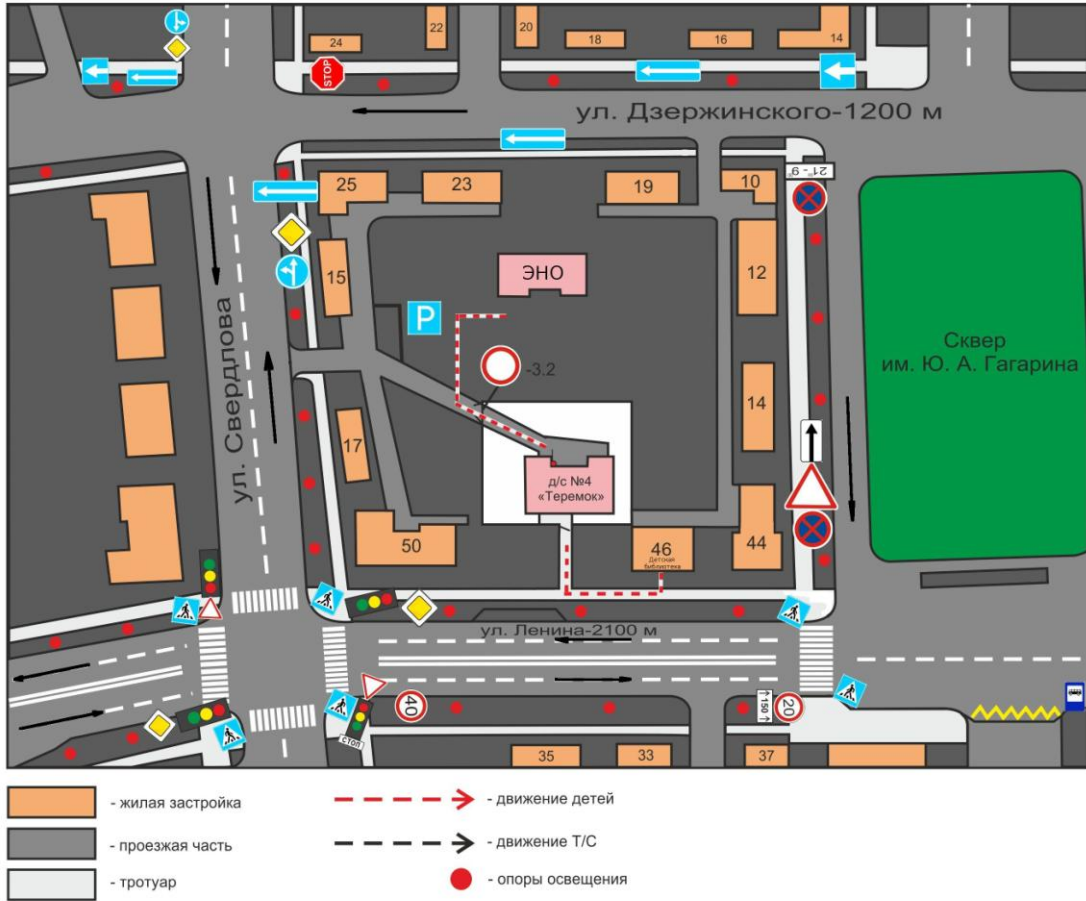 24
22
20
18
16
14
STOP
ул. Дзержинского-1200 м
25
23
19
10
21ᵒᵒ- 9ᵒᵒ
15
12
ЭНО
P
ул. Свердлова
Сквер
им. Ю. А. Гагарина
-3.2
14
17
д/с №4
«Теремок»
50
46
Детская
библиотека
44
ул. Ленина-2100 м
40
150
20
СТОП
35
33
37
- жилая застройка
- движение детей
- проезжая часть
- движение Т/С
- тротуар
- опоры освещения